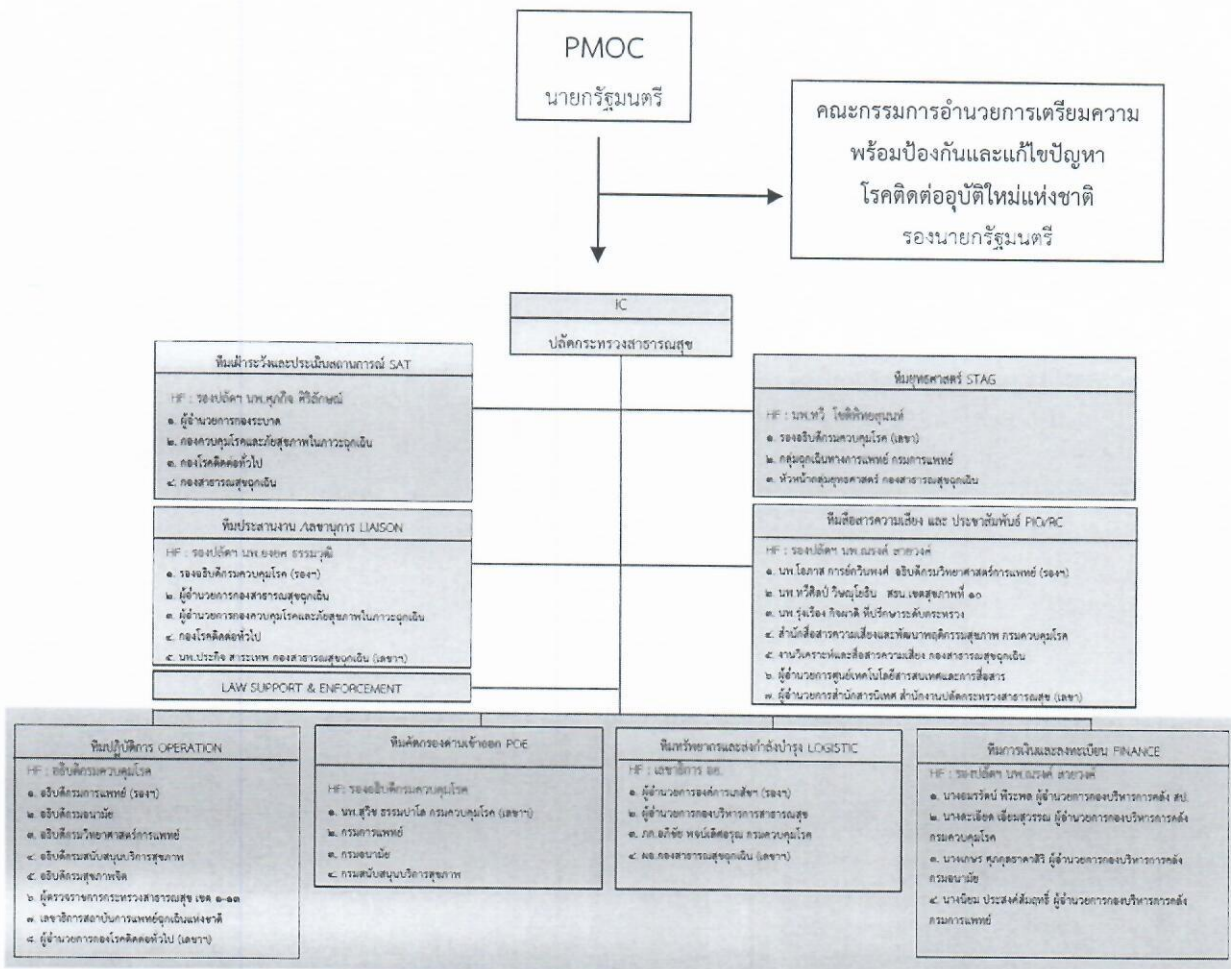 PMOC
นายกรัฐมนตรี
คณะกรรมการอำนวยการเตรียมความ
พร้อมป้องกันและแก้ไขปัญหา
โรคติดต่ออุบัติใหม่แห่งชาติ
รองนายกรัฐมนตรี
IC
ปลัดกระทรวงสาธารณสุข
ทีมเฝ้าระวังและประเมินสถานการณ์ SAT
HF : รองปลัดฯ นพ.ศุภกิจ ศิริลักษณ์
๑. ผู้อำนวยการกองระบาด
๒. กองควบคุมโรคและภัยสุขภาพในภาวะฉุกเฉิน
๓. กองโรคติดต่อทั่วไป
๔. กองสาธารณสุขฉุกเฉิน
ทีมยุทธศาสตร์ STAG
HF : นพ.ทวี โชติพิทยสุนนท์
๑. รองอธิบดีกรมควบคุมโรค (เลขา)
๒. กลุ่มฉุกเฉินทางการแพทย์ กรมการแพทย์
๓. หัวหน้ากลุ่มยุทธศาสตร์ กองสาธารณสุขฉุกเฉิน
ทีมประสานงาน /เลขานุการ LIAISON
HF : รองปลัดฯ นพ.ยงยศ ธรรมวุฒิ
๑. รองอธิบดีกรมควบคุมโรค (รองฯ)
๒. ผู้อำนวยการกองสาธารณสุขฉุกเฉิน
๓. ผู้อำนวยการกองควบคุมโรคและภัยสุขภาพในภาวะฉุกเฉิน
๔. กองโรคติดต่อทั่วไป
๕. นพ.ประกิจ สาระเทพ กองสาธารณสุขฉุกเฉิน (เลขาฯ)
ทีมสื่อสารความเสี่ยง และ ประชาสัมพันธ์ PIO/RC
HF : รองปลัดฯ นพ.ณรงค์ สายวงศ์
๑. นพ.โอภาส การย์กวินพงศ์ อธิบดีกรมวิทยาศาสตร์การแพทย์ (รองฯ)
๒. นพ.ทวีศิลป์ วิษณุโยธิน สธน.เขตสุขภาพที่ ๑๐
๓. นพ.รุ่งเรือง กิจผาติ ที่ปรึกษาระดับกระทรวง
๔. สำนักสื่อสารความเสี่ยงและพัฒนาพฤติกรรมสุขภาพ กรมควบคุมโรค
๕. งานวิเคราะห์และสื่อสารความเสี่ยง กองสาธารณสุขฉุกเฉิน
๖. ผู้อำนวยการศูนย์เทคโนโลยีสารสนเทศและการสื่อสาร
๗. ผู้อำนวยการสำนักสารนิเทศ สำนักงานปลัดกระทรวงสาธารณสุข (เลขา)
LAW SUPPORT & ENFORCEMENT
ทีมปฏิบัติการ OPERATION
HF : อธิบดีกรมควบคุมโรค
๑. อธิบดีกรมการแพทย์ (รองฯ)
๒. อธิบดีกรมอนามัย
๓. อธิบดีกรมวิทยาศาสตร์การแพทย์
๔. อธิบดีกรมสนับสนุนบริการสุขภาพ
๕. อธิบดีกรมสุขภาพจิต
๖. ผู้ตรวจราชการกระทรวงสาธารณสุข เขต ๑-๑๓
๗. เลขาธิการสถาบันการแพทย์ฉุกเฉินแห่งชาติ
๘. ผู้อำนวยการกองโรคติดต่อทั่วไป (เลขาฯ)
ทีมคัดกรองด่านเข้าออก POE
HF: รองอธิบดีกรมควบคุมโรค
๑. นพ.สุวิช ธรรมปาโล กรมควบคุมโรค (เลขาฯ)
๒. กรมการแพทย์
๓. กรมอนามัย
๔. กรมสนับสนุนบริการสุขภาพ
ทีมทรัพยากรและส่งกำลังบำรุง LOGISTIC
HF : เลขาธิการ อย.
๑. ผู้อำนวยการองค์การเภสัชฯ (รองฯ)
๒. ผู้อำนวยการกองบริหารการสาธารณสุข
๓. ภก.อภิชัย พจน์เลิศอรุณ กรมควบคุมโรค
๔. ผอ.กองสาธารณสุขฉุกเฉิน (เลขาฯ)
ทีมการเงินและลงทะเบียน FINANCE
HF : รองปลัดฯ นพ.ณรงค์ สายวงศ์
๑. นางอมรรัตน์ พีระพล ผู้อำนวยการกองบริหารการคลัง สป.
๒. นางละเอียด เอี่ยมสุวรรณ ผู้อำนวยการกองบริหารการคลัง
กรมควบคุมโรค
๓. นางเกษร ศุภกุลธาดาศิริ ผู้อำนวยการกองบริหารการคลัง
กรมอนามัย
๔. นางนิยม ประสงค์สัมฤทธิ์ ผู้อำนวยการกองบริหารการคลัง
กรมการแพทย์